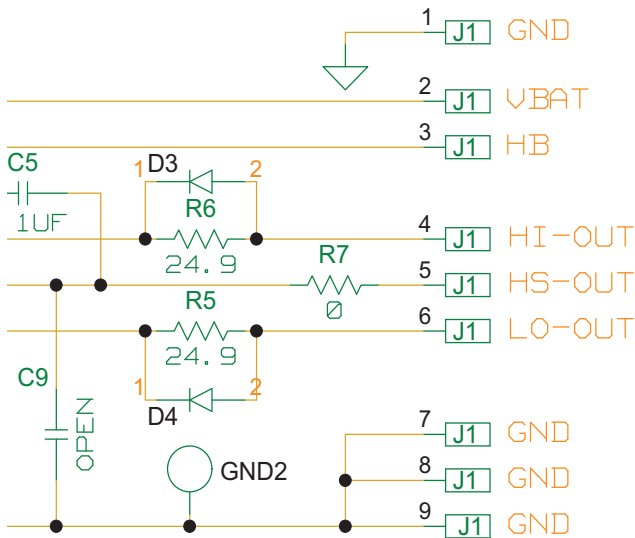 1 J1 GND
2 J1 VBAT
3 J1 HB
C5
1UF
1 D3 2
R6
24.9
4 J1 HI-OUT
R7
0
5 J1 HS-OUT
R5
24.9
6 J1 LO-OUT
C9
OPEN
1 2
D4
GND2
7 J1 GND
8 J1 GND
9 J1 GND